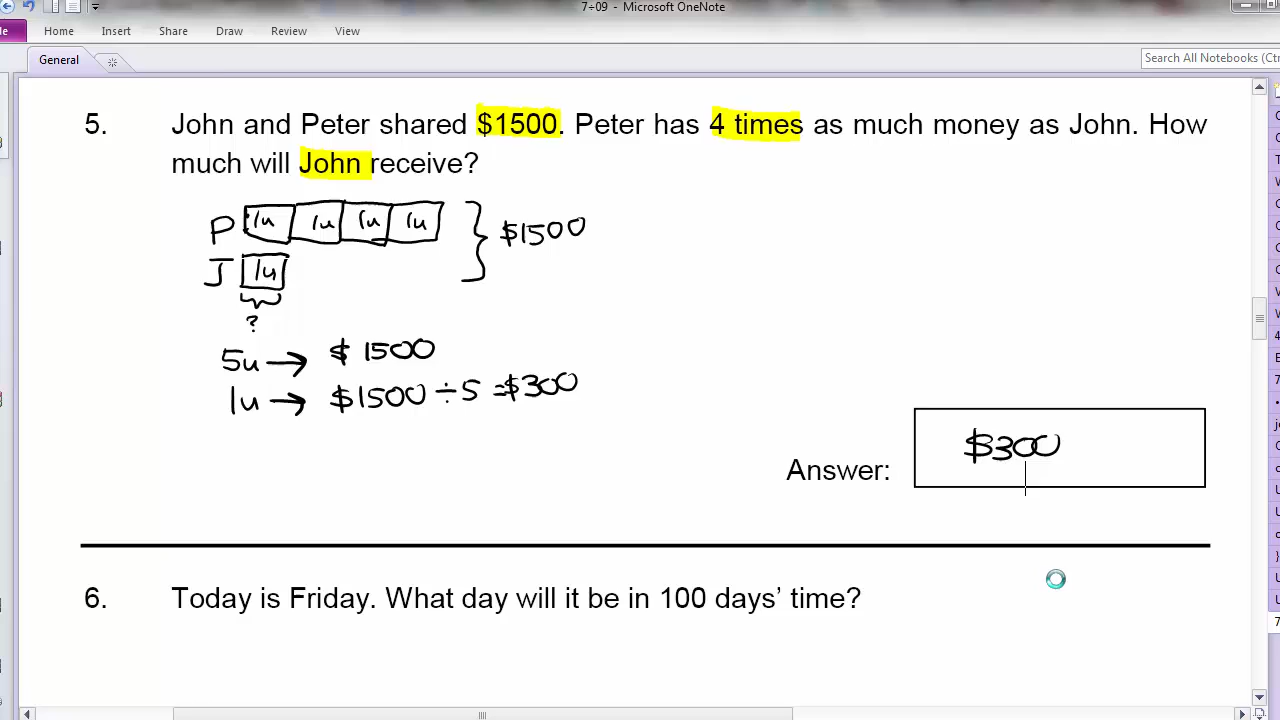 7÷09 - Microsoft OneNote
Home Insert Share Draw Review View
General
Search All Notebooks (Ctr
5. John and Peter shared $1500. Peter has 4 times as much money as John. How
much will John receive?
P 1u 1u 1u 1u $1500
J 1u
?
5u → $1500
1u → $1500 ÷ 5 = $300
Answer: $300
6. Today is Friday. What day will it be in 100 days' time?